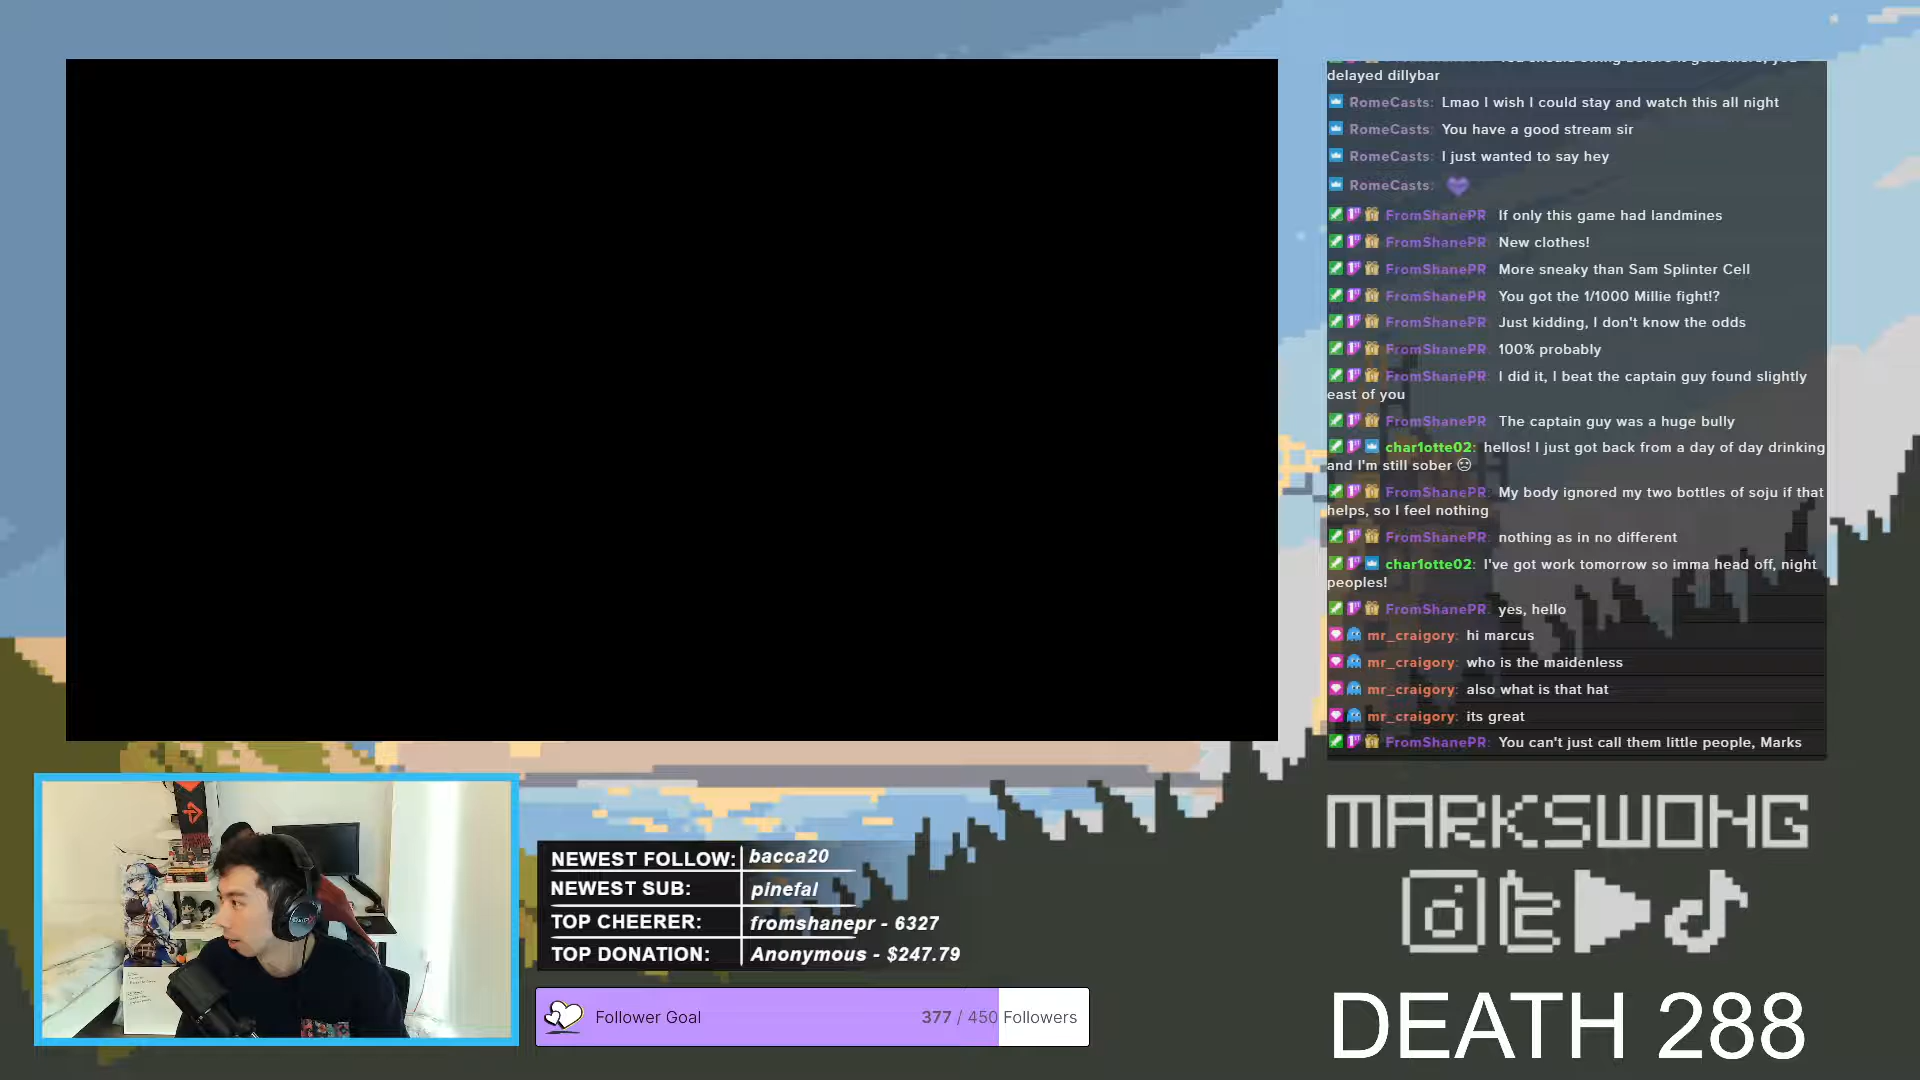 delayed dillybar
RomeCasts: Lmao I wish I could stay and watch this all night
RomeCasts: You have a good stream sir
RomeCasts: I just wanted to say hey
RomeCasts:
FromShanePR: If only this game had landmines
FromShanePR: New clothes!
FromShanePR: More sneaky than Sam Splinter Cell
FromShanePR: You got the 1/1000 Millie fight!?
FromShanePR: Just kidding, I don't know the odds
FromShanePR: 100% probably
FromShanePR: I did it, I beat the captain guy found slightly
east of you
FromShanePR: The captain guy was a huge bully
char1otte02: hellos! I just got back from a day of day drinking
and I'm still sober
FromShanePR: My body ignored my two bottles of soju if that
helps, so I feel nothing
FromShanePR: nothing as in no different
char1otte02: I've got work tomorrow so imma head off, night
peoples!
FromShanePR: yes, hello
mr_craigory: hi marcus
mr_craigory: who is the maidenless
mr_craigory: also what is that hat
mr_craigory: its great
FromShanePR: You can't just call them little people, Marks
MARKSWONG
NEWEST FOLLOW: bacca20
NEWEST SUB: pinefal
TOP CHEERER: fromshanepr - 6327
TOP DONATION: Anonymous - $247.79
Follower Goal 377 / 450 Followers
DEATH 288